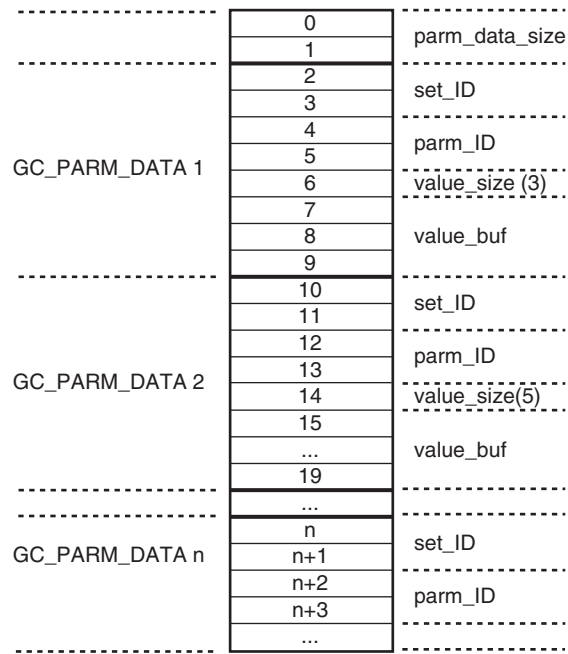 0
parm_data_size
1
2
set_ID
3
4
parm_ID
5
GC_PARM_DATA 1
6
value_size (3)
7
8
value_buf
9
10
set_ID
11
12
parm_ID
13
GC_PARM_DATA 2
14
value_size(5)
15
...
value_buf
19
...
n
set_ID
GC_PARM_DATA n
n+1
n+2
parm_ID
n+3
...